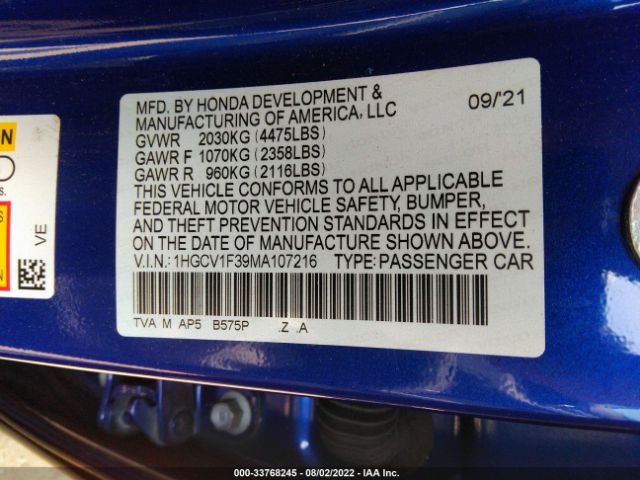 MFD. BY HONDA DEVELOPMENT &
MANUFACTURING OF AMERICA, LLC
09/'21
GVWR 2030KG (4475LBS)
GAWR F 1070KG (2358LBS)
GAWR R 960KG (2116LBS)
THIS VEHICLE CONFORMS TO ALL APPLICABLE
FEDERAL MOTOR VEHICLE SAFETY, BUMPER,
AND THEFT PREVENTION STANDARDS IN EFFECT
ON THE DATE OF MANUFACTURE SHOWN ABOVE.
V.I.N.: 1HGCV1F39MA107216 TYPE: PASSENGER CAR
TVA M AP5 B575P .Z .A
VE
000-33768245 - 08/02/2022 - IAA Inc.